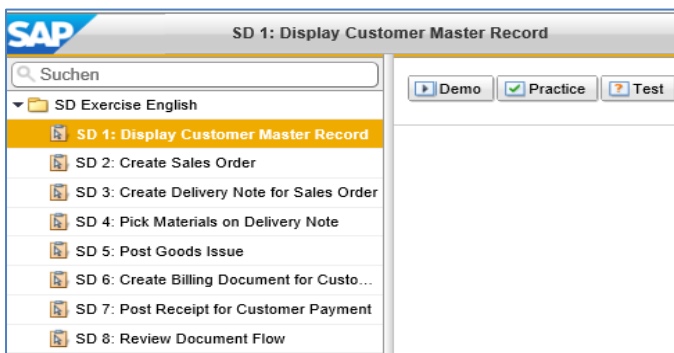 SAP
SD 1: Display Customer Master Record
Suchen
Demo Practice Test
SD Exercise English
SD 1: Display Customer Master Record
SD 2: Create Sales Order
SD 3: Create Delivery Note for Sales Order
SD 4: Pick Materials on Delivery Note
SD 5: Post Goods Issue
SD 6: Create Billing Document for Custo...
SD 7: Post Receipt for Customer Payment
SD 8: Review Document Flow